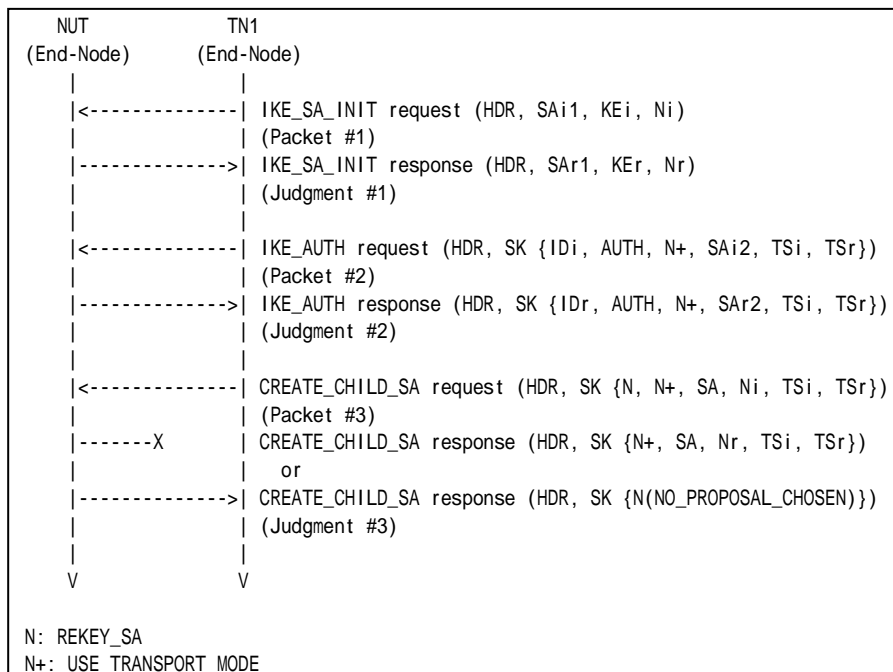 NUT TN1
(End-Node) (End-Node)
| |
|<--------------| IKE_SA_INIT request (HDR, SAi1, KEi, Ni)
| | (Packet #1)
|-------------->| IKE_SA_INIT response (HDR, SAr1, KEr, Nr)
| | (Judgment #1)
| |
|<--------------| IKE_AUTH request (HDR, SK {IDi, AUTH, N+, SAi2, TSi, TSr})
| | (Packet #2)
|-------------->| IKE_AUTH response (HDR, SK {IDr, AUTH, N+, SAr2, TSi, TSr})
| | (Judgment #2)
| |
|<--------------| CREATE_CHILD_SA request (HDR, SK {N, N+, SA, Ni, TSi, TSr})
| | (Packet #3)
|-------X | CREATE_CHILD_SA response (HDR, SK {N+, SA, Nr, TSi, TSr})
| | or
|-------------->| CREATE_CHILD_SA response (HDR, SK {N(NO_PROPOSAL_CHOSEN)})
| | (Judgment #3)
| |
V V
N: REKEY_SA
N+: USE_TRANSPORT_MODE